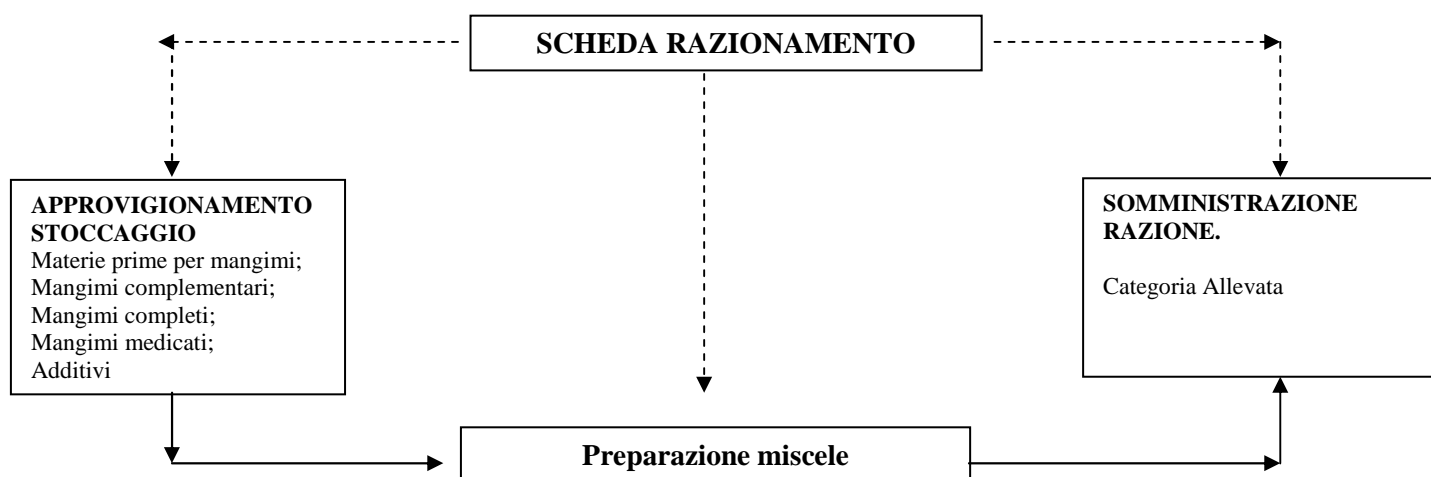 SCHEDA RAZIONAMENTO
APPROVIGIONAMENTO
STOCCAGGIO
Materie prime per mangimi;
Mangimi complementari;
Mangimi completi;
Mangimi medicati;
Additivi
SOMMINISTRAZIONE
RAZIONE.
Categoria Allevata
Preparazione miscele